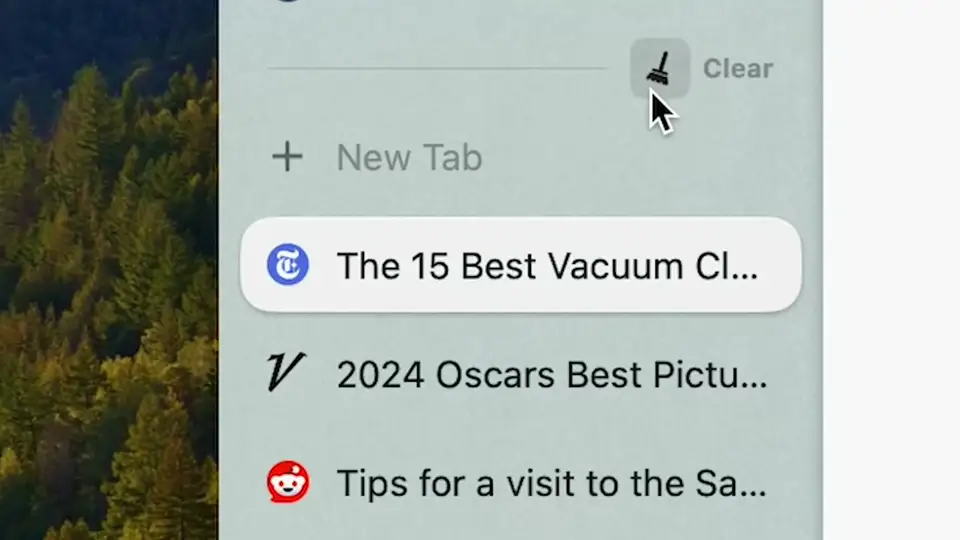 Clear
New Tab
The 15 Best Vacuum Cl...
2024 Oscars Best Pictu...
Tips for a visit to the Sa...